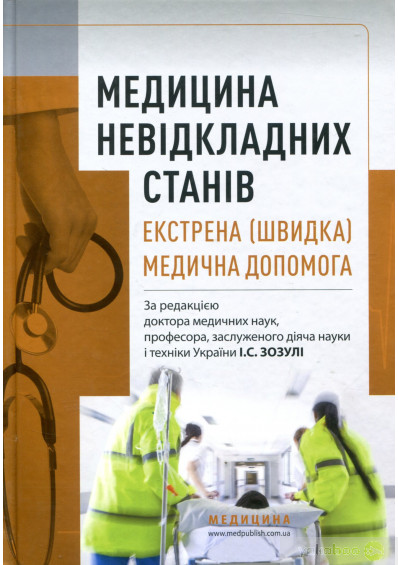 МЕДИЦИНА
НЕВІДКЛАДНИХ
СТАНІВ
ЕКСТРЕНА (ШВИДКА)
МЕДИЧНА ДОПОМОГА
За редакцією
доктора медичних наук,
професора, заслуженого діяча науки
і техніки України І.С. ЗОЗУЛІ
МЕДИЦИНА
www.medpublish.com.ua